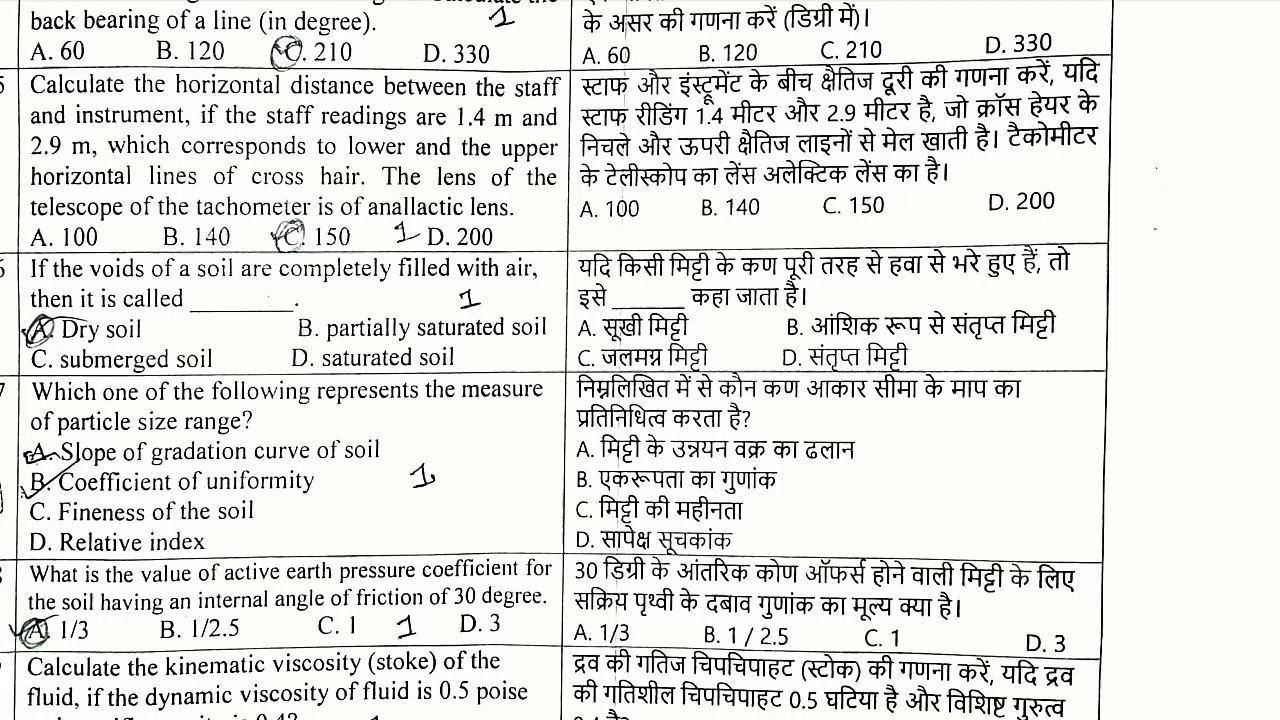 back bearing of a line (in degree). 1
A. 60 B. 120 C. 210 D. 330
के असर की गणना करें (डिग्री में)।
A. 60 B. 120 C. 210 D. 330
Calculate the horizontal distance between the staff
and instrument, if the staff readings are 1.4 m and
2.9 m, which corresponds to lower and the upper
horizontal lines of cross hair. The lens of the
telescope of the tachometer is of anallactic lens.
A. 100 B. 140 C. 150 1 D. 200
स्टाफ और इंस्ट्रूमेंट के बीच क्षैतिज दूरी की गणना करें, यदि
स्टाफ रीडिंग 1.4 मीटर और 2.9 मीटर है, जो क्रॉस हेयर के
निचले और ऊपरी क्षैतिज लाइनों से मेल खाती है। टैकोमीटर
के टेलीस्कोप का लेंस अलेक्टिक लेंस का है।
A. 100 B. 140 C. 150 D. 200
If the voids of a soil are completely filled with air,
then it is called ________. 1
A. Dry soil B. partially saturated soil
C. submerged soil D. saturated soil
यदि किसी मिट्टी के कण पूरी तरह से हवा से भरे हुए हैं, तो
इसे ______ कहा जाता है।
A. सूखी मिट्टी B. आंशिक रूप से संतृप्त मिट्टी
C. जलमग्न मिट्टी D. संतृप्त मिट्टी
Which one of the following represents the measure
of particle size range?
A. Slope of gradation curve of soil
B. Coefficient of uniformity 1
C. Fineness of the soil
D. Relative index
निम्नलिखित में से कौन कण आकार सीमा के माप का
प्रतिनिधित्व करता है?
A. मिट्टी के उन्नयन वक्र का ढलान
B. एकरूपता का गुणांक
C. मिट्टी की महीनता
D. सापेक्ष सूचकांक
What is the value of active earth pressure coefficient for
the soil having an internal angle of friction of 30 degree.
A. 1/3 B. 1/2.5 C. 1 1 D. 3
30 डिग्री के आंतरिक कोण ऑफर्स होने वाली मिट्टी के लिए
सक्रिय पृथ्वी के दबाव गुणांक का मूल्य क्या है।
A. 1/3 B. 1 / 2.5 C. 1 D. 3
Calculate the kinematic viscosity (stoke) of the
fluid, if the dynamic viscosity of fluid is 0.5 poise
द्रव की गतिज चिपचिपाहट (स्टोक) की गणना करें, यदि द्रव
की गतिशील चिपचिपाहट 0.5 घटिया है और विशिष्ट गुरुत्व